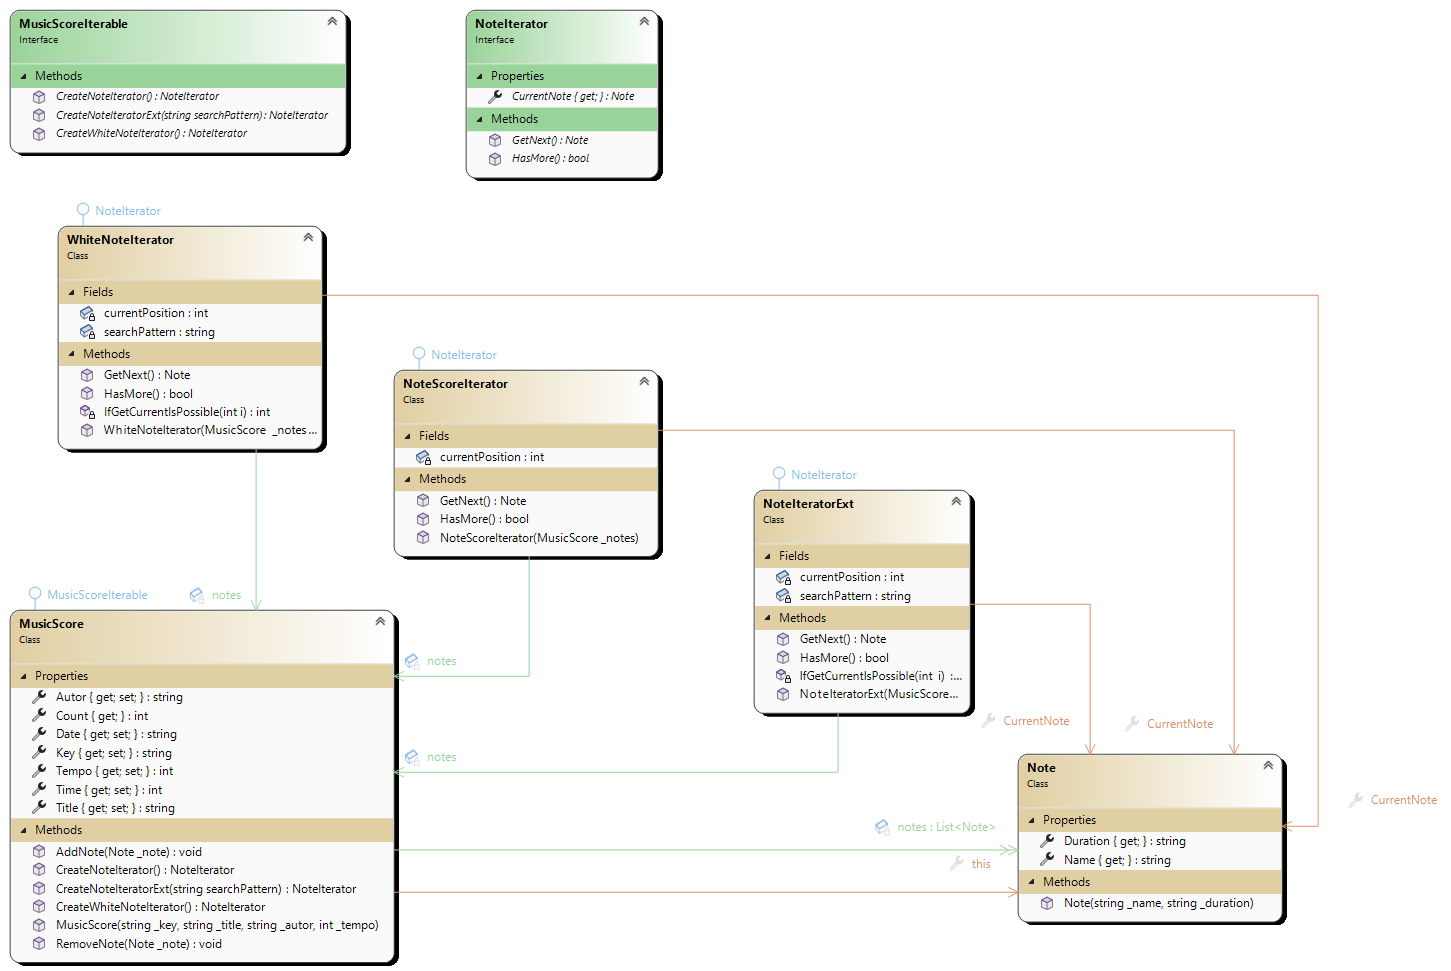 MusicScoreIterable
Interface
Methods
CreateNoteIterator() : NoteIterator
CreateNoteIteratorExt(string searchPattern) : NoteIterator
CreateWhiteNoteIterator() : NoteIterator
NoteIterator
Interface
Properties
CurrentNote { get; } : Note
Methods
GetNext() : Note
HasMore() : bool
NoteIterator
WhiteNoteIterator
Class
Fields
currentPosition : int
searchPattern : string
Methods
GetNext() : Note
HasMore() : bool
IfGetCurrentIsPossible(int i) : int
WhiteNoteIterator(MusicScore _notes ...
NoteIterator
NoteScoreIterator
Class
Fields
currentPosition : int
Methods
GetNext() : Note
HasMore() : bool
NoteScoreIterator(MusicScore _notes)
NoteIterator
NoteIteratorExt
Class
Fields
currentPosition : int
searchPattern : string
Methods
GetNext() : Note
HasMore() : bool
IfGetCurrentIsPossible(int i) :...
NoteIteratorExt(MusicScore...
MusicScoreIterable
notes
MusicScore
Class
Properties
Autor { get; set; } : string
Count { get; } : int
Date { get; set; } : string
Key { get; set; } : string
Tempo { get; set; } : int
Time { get; set; } : int
Title { get; set; } : string
Methods
AddNote(Note _note) : void
CreateNoteIterator() : NoteIterator
CreateNoteIteratorExt(string searchPattern) : NoteIterator
CreateWhiteNoteIterator() : NoteIterator
MusicScore(string _key, string _title, string _autor, int _tempo)
RemoveNote(Note _note) : void
notes
notes
CurrentNote
CurrentNote
CurrentNote
notes : List<Note>
this
Note
Class
Properties
Duration { get; } : string
Name { get; } : string
Methods
Note(string _name, string _duration)